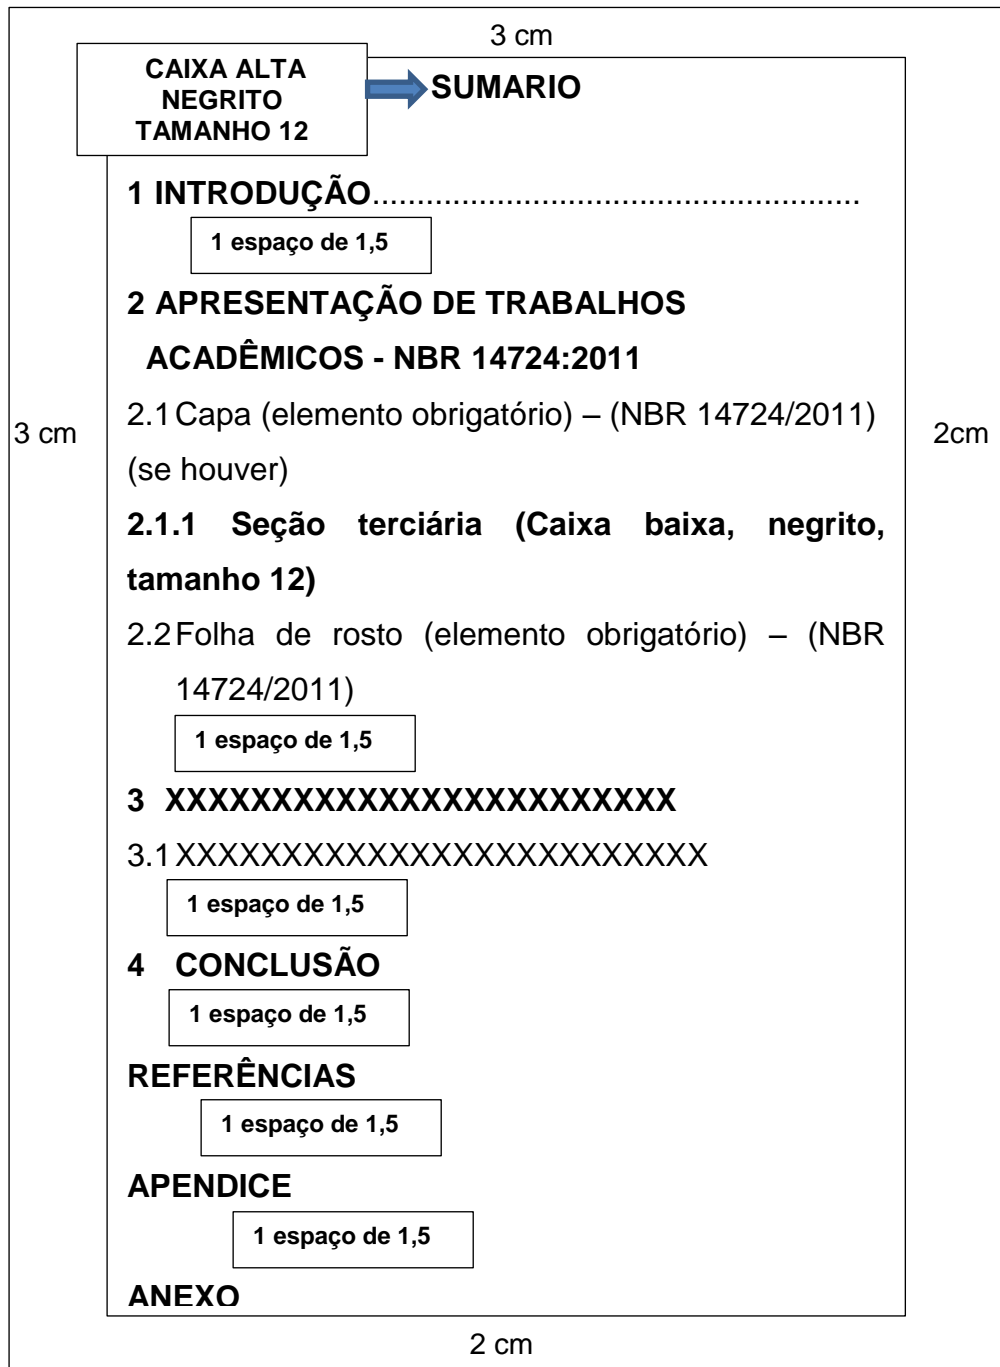 3 cm
CAIXA ALTA
NEGRITO
TAMANHO 12
SUMARIO
1 INTRODUÇÃO......................................................
1 espaço de 1,5
2 APRESENTAÇÃO DE TRABALHOS
ACADÊMICOS - NBR 14724:2011
2.1 Capa (elemento obrigatório) – (NBR 14724/2011)
(se houver)
3 cm
2cm
2.1.1 Seção terciária (Caixa baixa, negrito,
tamanho 12)
2.2 Folha de rosto (elemento obrigatório) – (NBR
14724/2011)
1 espaço de 1,5
3 XXXXXXXXXXXXXXXXXXXXXXXX
3.1 XXXXXXXXXXXXXXXXXXXXXXXXX
1 espaço de 1,5
4 CONCLUSÃO
1 espaço de 1,5
REFERÊNCIAS
1 espaço de 1,5
APENDICE
1 espaço de 1,5
ANEXO
2 cm